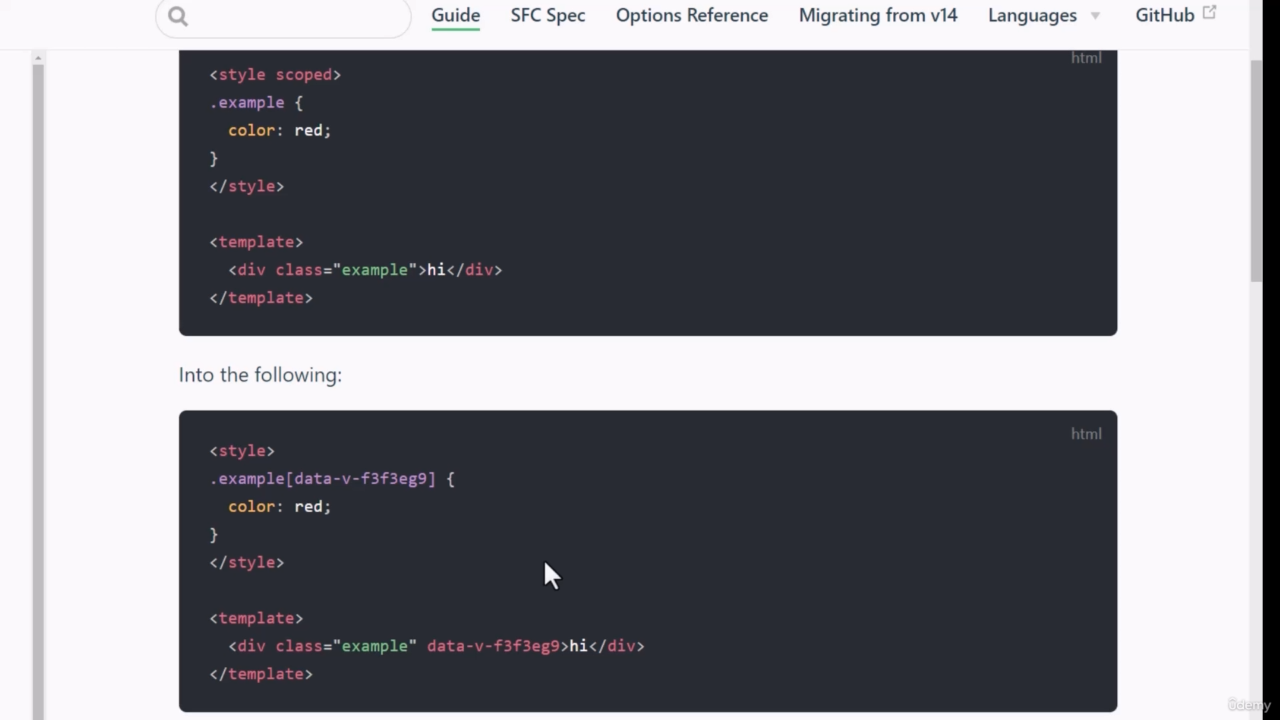 Guide SFC Spec Options Reference Migrating from v14 Languages GitHub
html
<style scoped>
.example {
  color: red;
}
</style>

<template>
  <div class="example">hi</div>
</template>
Into the following:
html
<style>
.example[data-v-f3f3eg9] {
  color: red;
}
</style>

<template>
  <div class="example" data-v-f3f3eg9>hi</div>
</template>
ûdemy